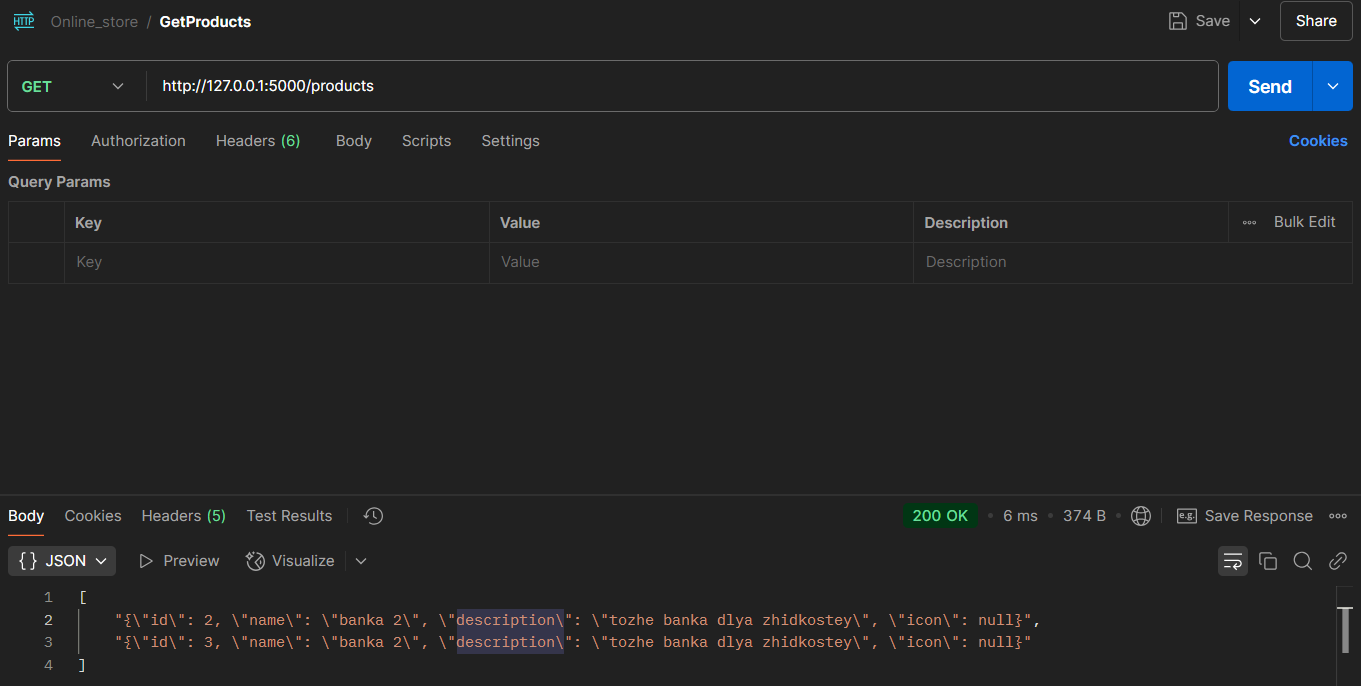 HTTP Online_store / GetProducts Save Share
GET http://127.0.0.1:5000/products Send
Params Authorization Headers (6) Body Scripts Settings Cookies
Query Params
Key Value Description Bulk Edit
Key Value Description
Body Cookies Headers (5) Test Results 200 OK • 6 ms • 374 B • e.g. Save Response
{} JSON Preview Visualize
1 [
2 "{\"id\": 2, \"name\": \"banka 2\", \"description\": \"tozhe banka dlya zhidkostey\", \"icon\": null}",
3 "{\"id\": 3, \"name\": \"banka 2\", \"description\": \"tozhe banka dlya zhidkostey\", \"icon\": null}"
4 ]